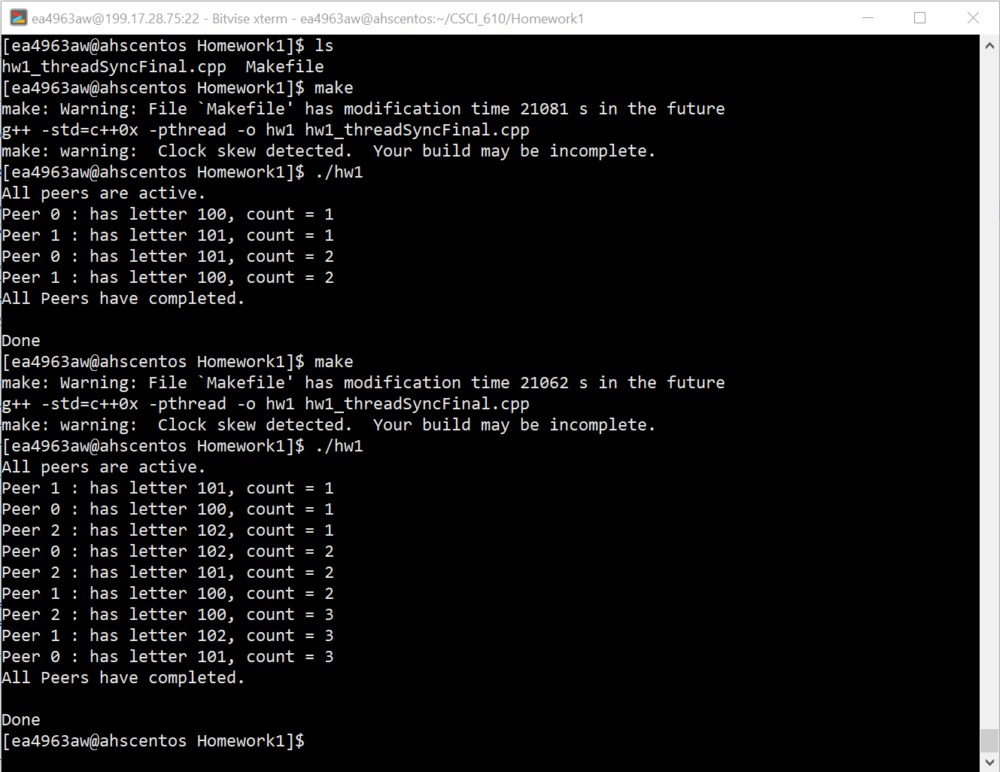 ea4963aw@199.17.28.75:22 - Bitvise xterm - ea4963aw@ahscentos:~/CSCI_610/Homework1
[ea4963aw@ahscentos Homework1]$ ls
hw1_threadSyncFinal.cpp  Makefile
[ea4963aw@ahscentos Homework1]$ make
make: Warning: File `Makefile' has modification time 21081 s in the future
g++ -std=c++0x -pthread -o hw1 hw1_threadSyncFinal.cpp
make: warning:  Clock skew detected.  Your build may be incomplete.
[ea4963aw@ahscentos Homework1]$ ./hw1
All peers are active.
Peer 0 : has letter 100, count = 1
Peer 1 : has letter 101, count = 1
Peer 0 : has letter 101, count = 2
Peer 1 : has letter 100, count = 2
All Peers have completed.

Done
[ea4963aw@ahscentos Homework1]$ make
make: Warning: File `Makefile' has modification time 21062 s in the future
g++ -std=c++0x -pthread -o hw1 hw1_threadSyncFinal.cpp
make: warning:  Clock skew detected.  Your build may be incomplete.
[ea4963aw@ahscentos Homework1]$ ./hw1
All peers are active.
Peer 1 : has letter 101, count = 1
Peer 0 : has letter 100, count = 1
Peer 2 : has letter 102, count = 1
Peer 0 : has letter 102, count = 2
Peer 2 : has letter 101, count = 2
Peer 1 : has letter 100, count = 2
Peer 2 : has letter 100, count = 3
Peer 1 : has letter 102, count = 3
Peer 0 : has letter 101, count = 3
All Peers have completed.

Done
[ea4963aw@ahscentos Homework1]$